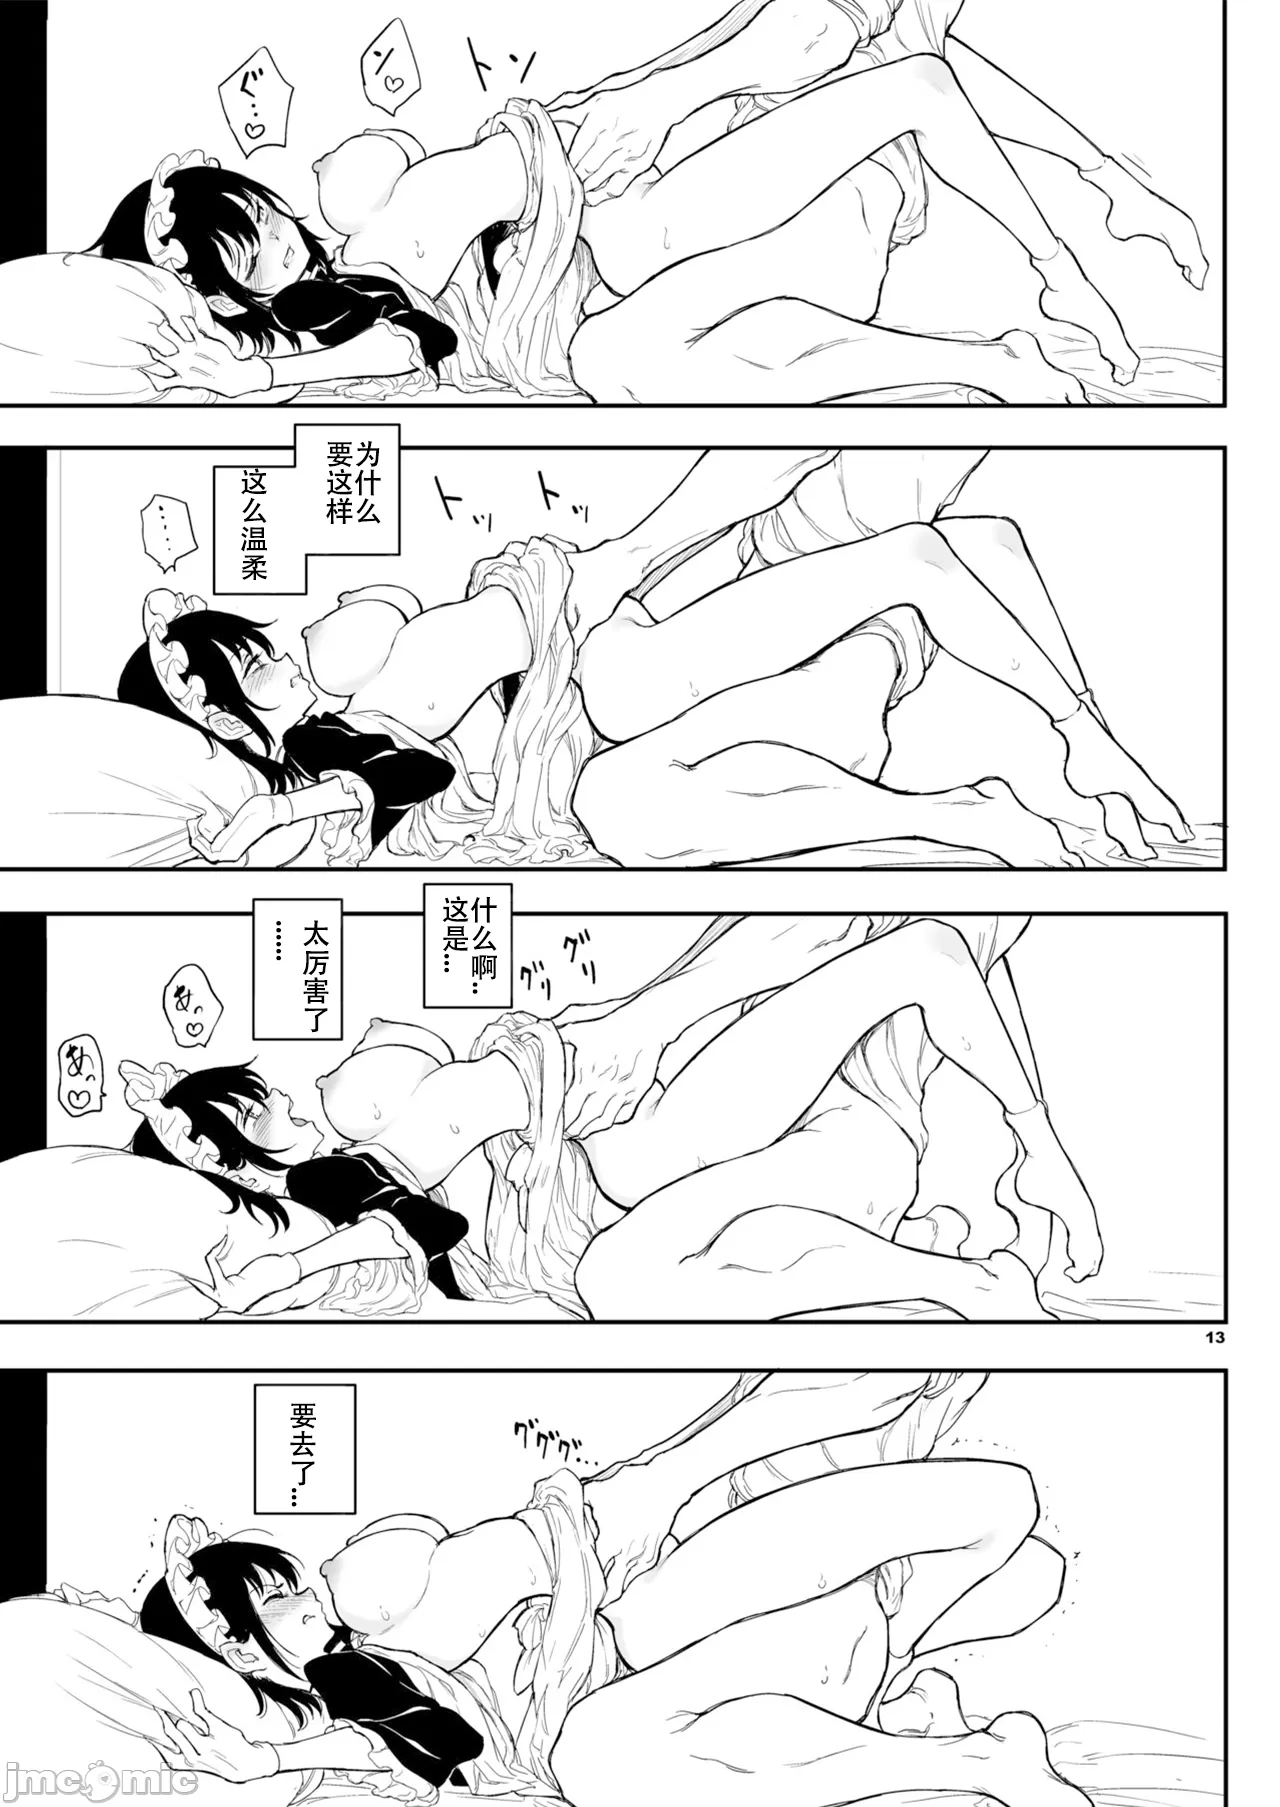 トン
ン♡
ぐ…♡
トッ
トッ
为什么
要这样
这么温柔
……
グリ
グリ
什么啊…
这是…
太厉害了
……
あっ♡
あっ♡
13
ググググ…
要去了…
jmcomic